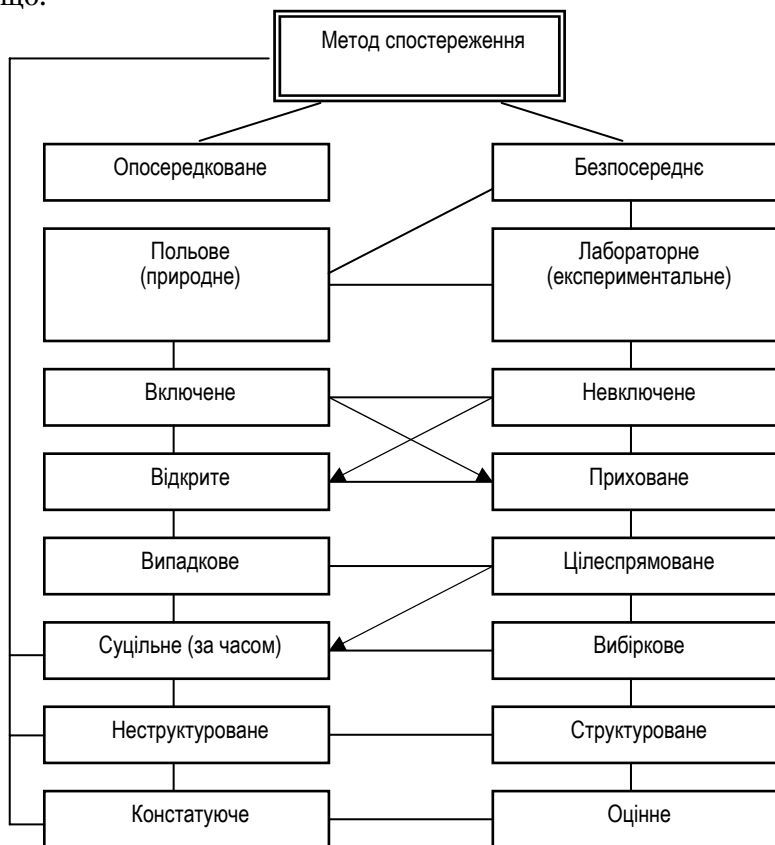 що.
Метод спостереження
Опосередковане
Безпосереднє
Польове
(природне)
Лабораторне
(експериментальне)
Включене
Невключене
Відкрите
Приховане
Випадкове
Цілеспрямоване
Суцільне (за часом)
Вибіркове
Неструктуроване
Структуроване
Констатуюче
Оцінне